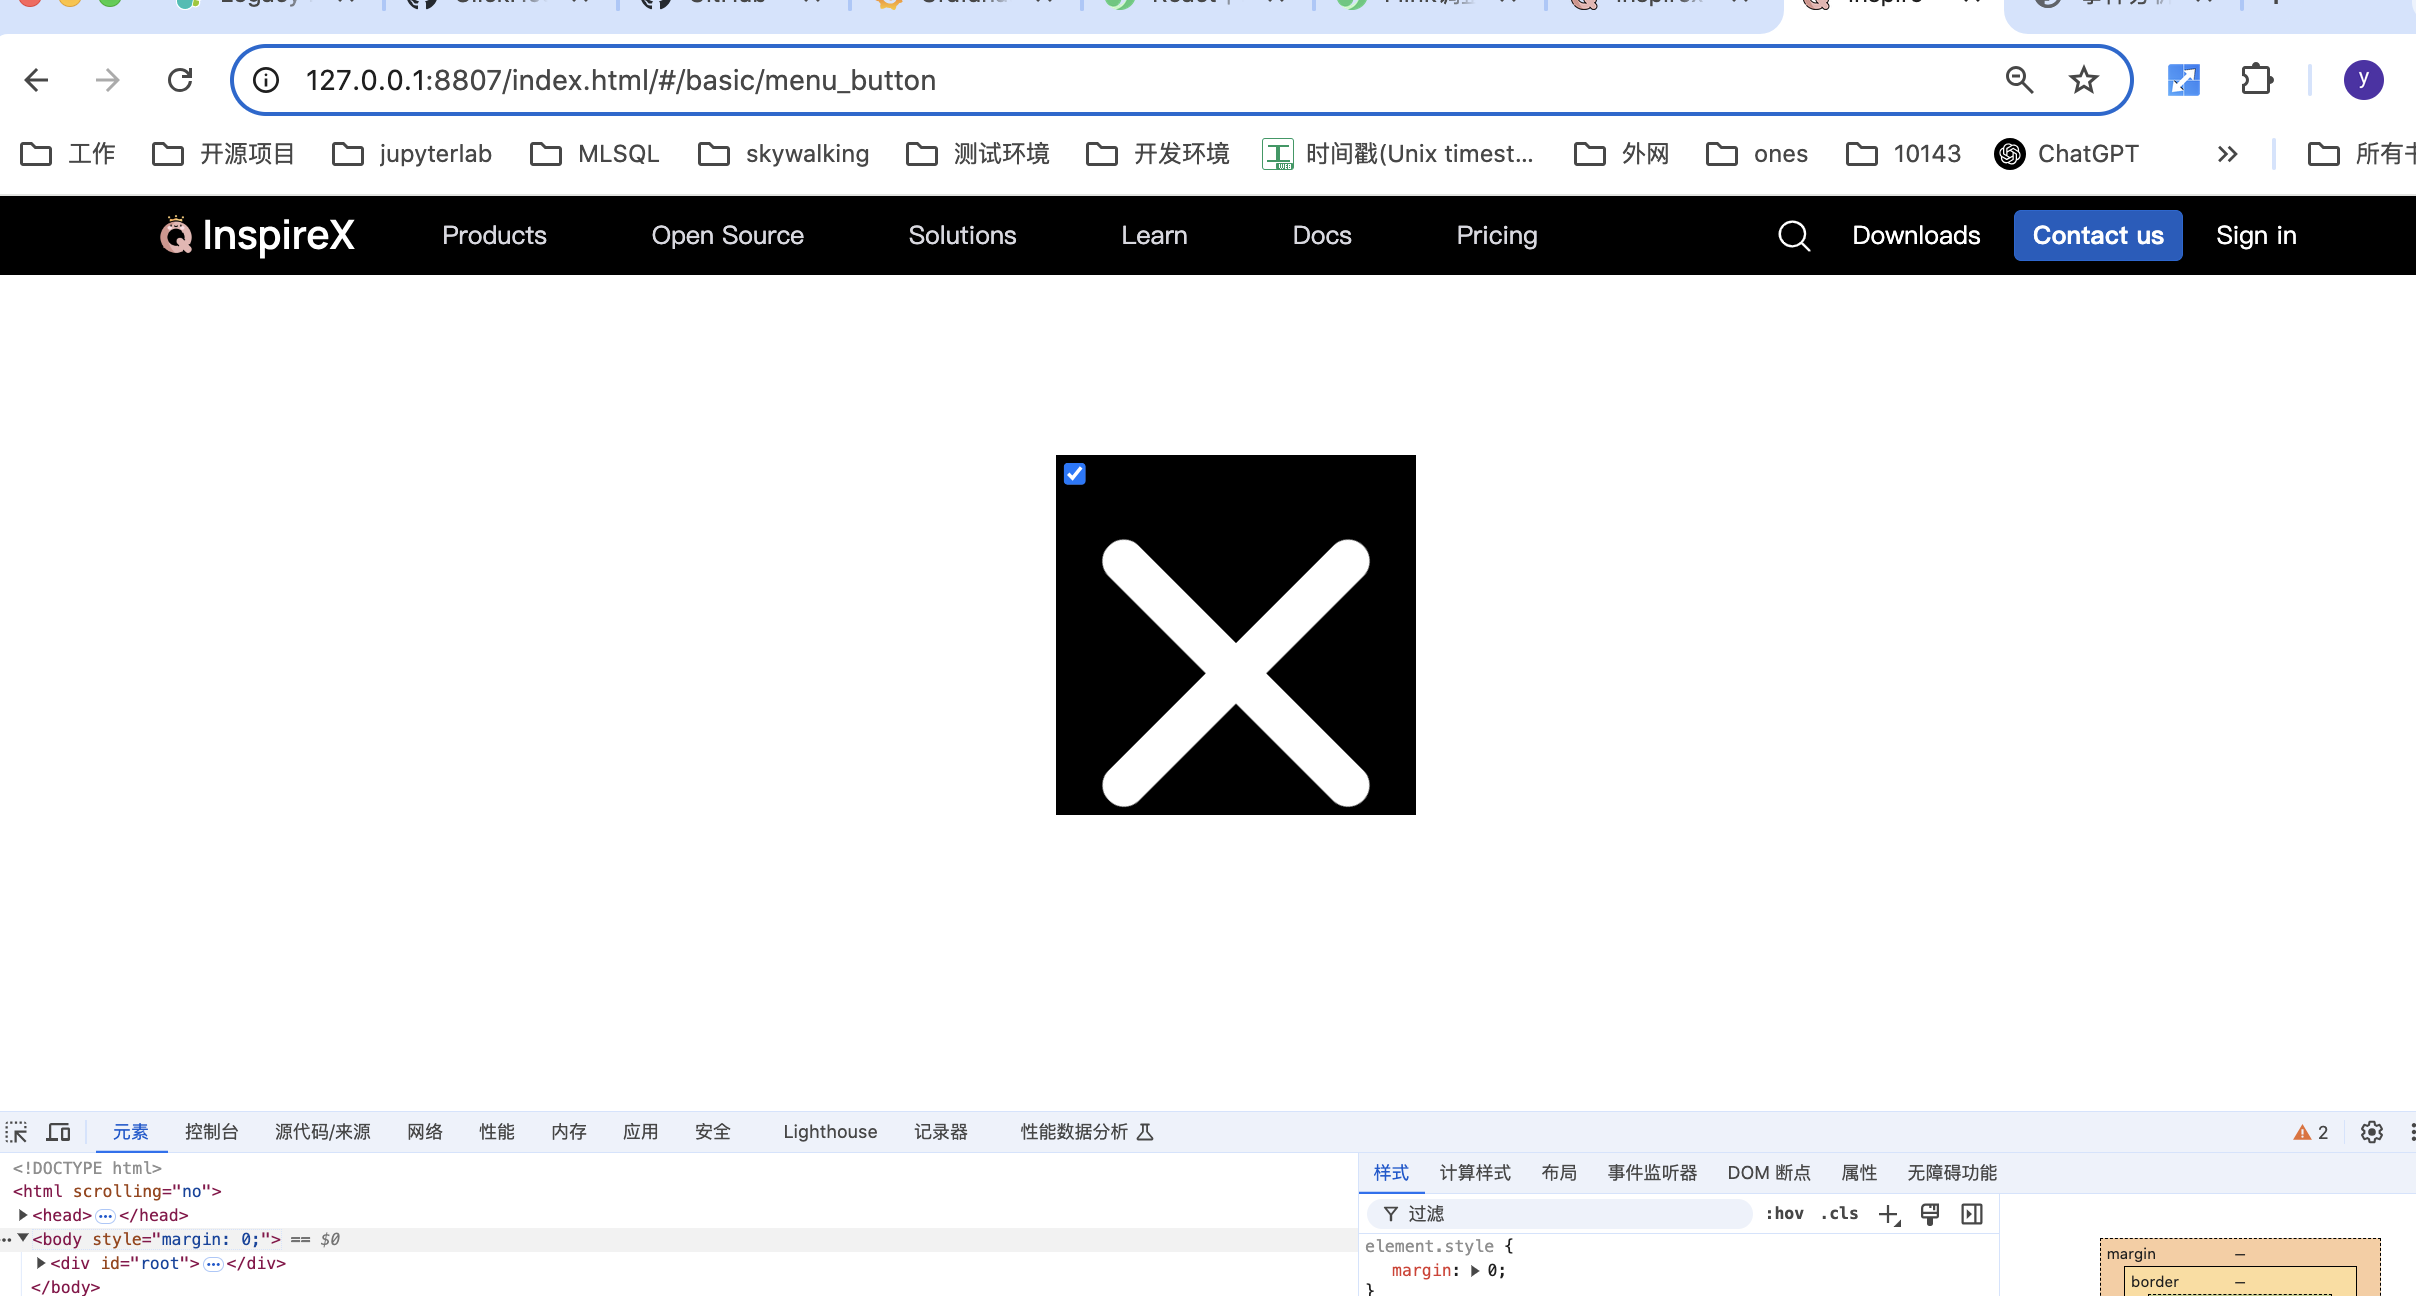 127.0.0.1:8807/index.html/#/basic/menu_button
y
工作 开源项目 jupyterlab MLSQL skywalking 测试环境 开发环境 时间戳(Unix timest... 外网 ones 10143 ChatGPT 所有
InspireX Products Open Source Solutions Learn Docs Pricing Downloads Contact us Sign in
元素 控制台 源代码/来源 网络 性能 内存 应用 安全 Lighthouse 记录器 性能数据分析 2
<!DOCTYPE html>
<html scrolling="no">
<head>…</head>
<body style="margin: 0;"> == $0
<div id="root">…</div>
</body>
样式 计算样式 布局 事件监听器 DOM 断点 属性 无障碍功能
过滤 :hov .cls
element.style {
margin: 0;
}
margin –
border –